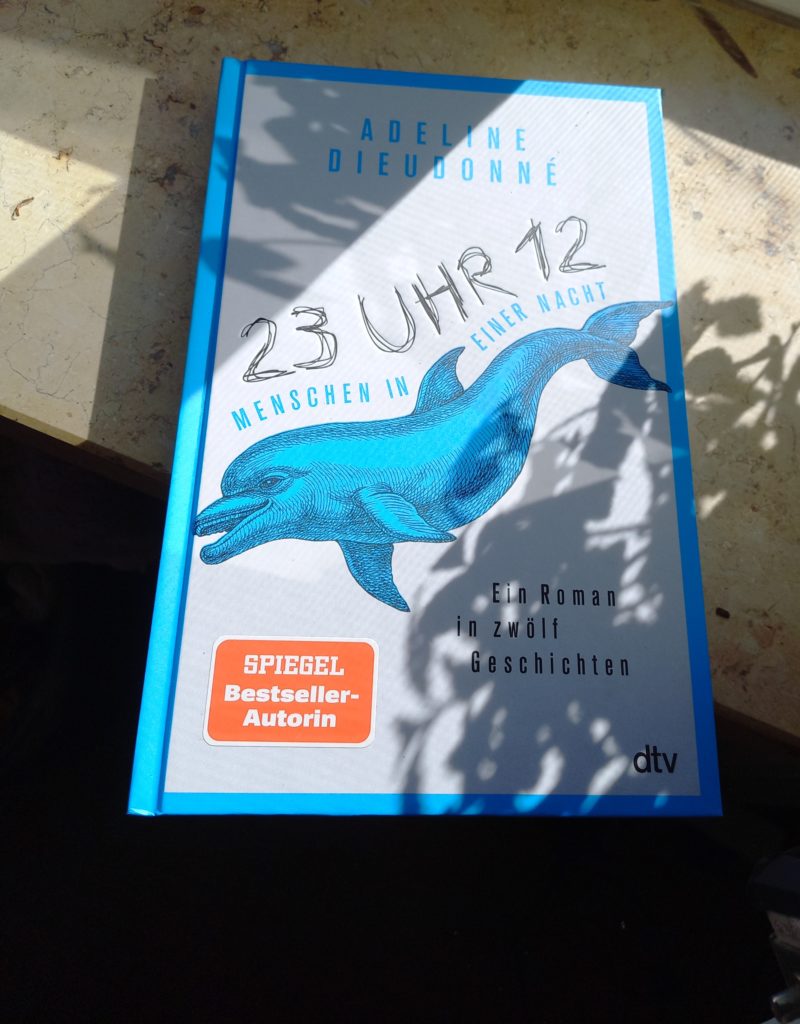 ADELINE
DIEUDONNÉ
23 UHR 12
MENSCHEN IN EINER NACHT
Ein Roman
in zwölf
Geschichten
SPIEGEL
Bestseller-
Autorin
dtv